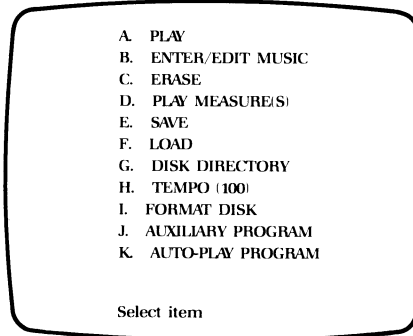 A. PLAY
B. ENTER/EDIT MUSIC
C. ERASE
D. PLAY MEASURE(S)
E. SAVE
F. LOAD
G. DISK DIRECTORY
H. TEMPO (100)
I. FORMAT DISK
J. AUXILIARY PROGRAM
K. AUTO-PLAY PROGRAM
Select item